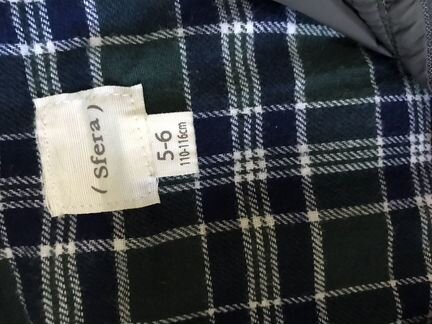 ( Sfera )
5-6
110-116cm